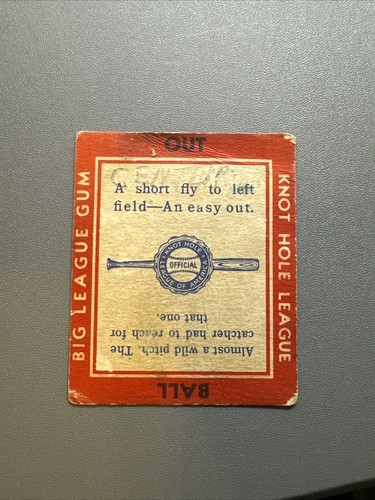 OUT
A short fly to left
field—An easy out.
BIG LEAGUE GUM
KNOT HOLE LEAGUE
KNOT HOLE
OFFICIAL
LEAGUE OF AMERICA
Almost a wild pitch. The
catcher had to reach for
that one.
BALL